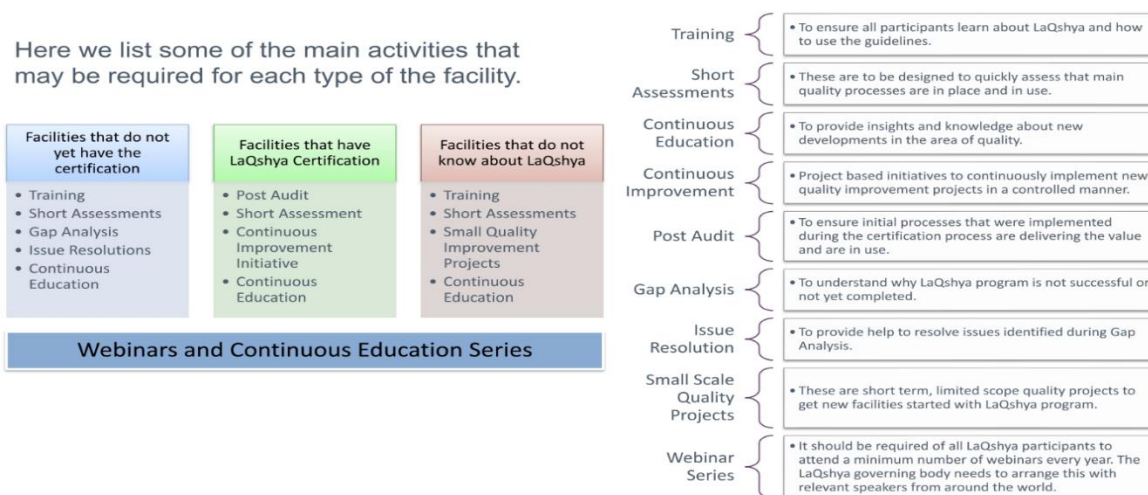 Here we list some of the main activities that
may be required for each type of the facility.
Facilities that do not
yet have the
certification
• Training
• Short Assessments
• Gap Analysis
• Issue Resolutions
• Continuous
Education
Facilities that have
LaQshya Certification
• Post Audit
• Short Assessment
• Continuous
Improvement
Initiative
• Continuous
Education
Facilities that do not
know about LaQshya
• Training
• Short Assessments
• Small Quality
Improvement
Projects
• Continuous
Education
Webinars and Continuous Education Series
Training
• To ensure all participants learn about LaQshya and how
to use the guidelines.
Short
Assessments
• These are to be designed to quickly assess that main
quality processes are in place and in use.
Continuous
Education
• To provide insights and knowledge about new
developments in the area of quality.
Continuous
Improvement
• Project based initiatives to continuously implement new
quality improvement projects in a controlled manner.
Post Audit
• To ensure initial processes that were implemented
during the certification process are delivering the value
and are in use.
Gap Analysis
• To understand why LaQshya program is not successful or
not yet completed.
Issue
Resolution
• To provide help to resolve issues identified during Gap
Analysis.
Small Scale
Quality
Projects
• These are short term, limited scope quality projects to
get new facilities started with LaQshya program.
Webinar
Series
• It should be required of all LaQshya participants to
attend a minimum number of webinars every year. The
LaQshya governing body needs to arrange this with
relevant speakers from around the world.